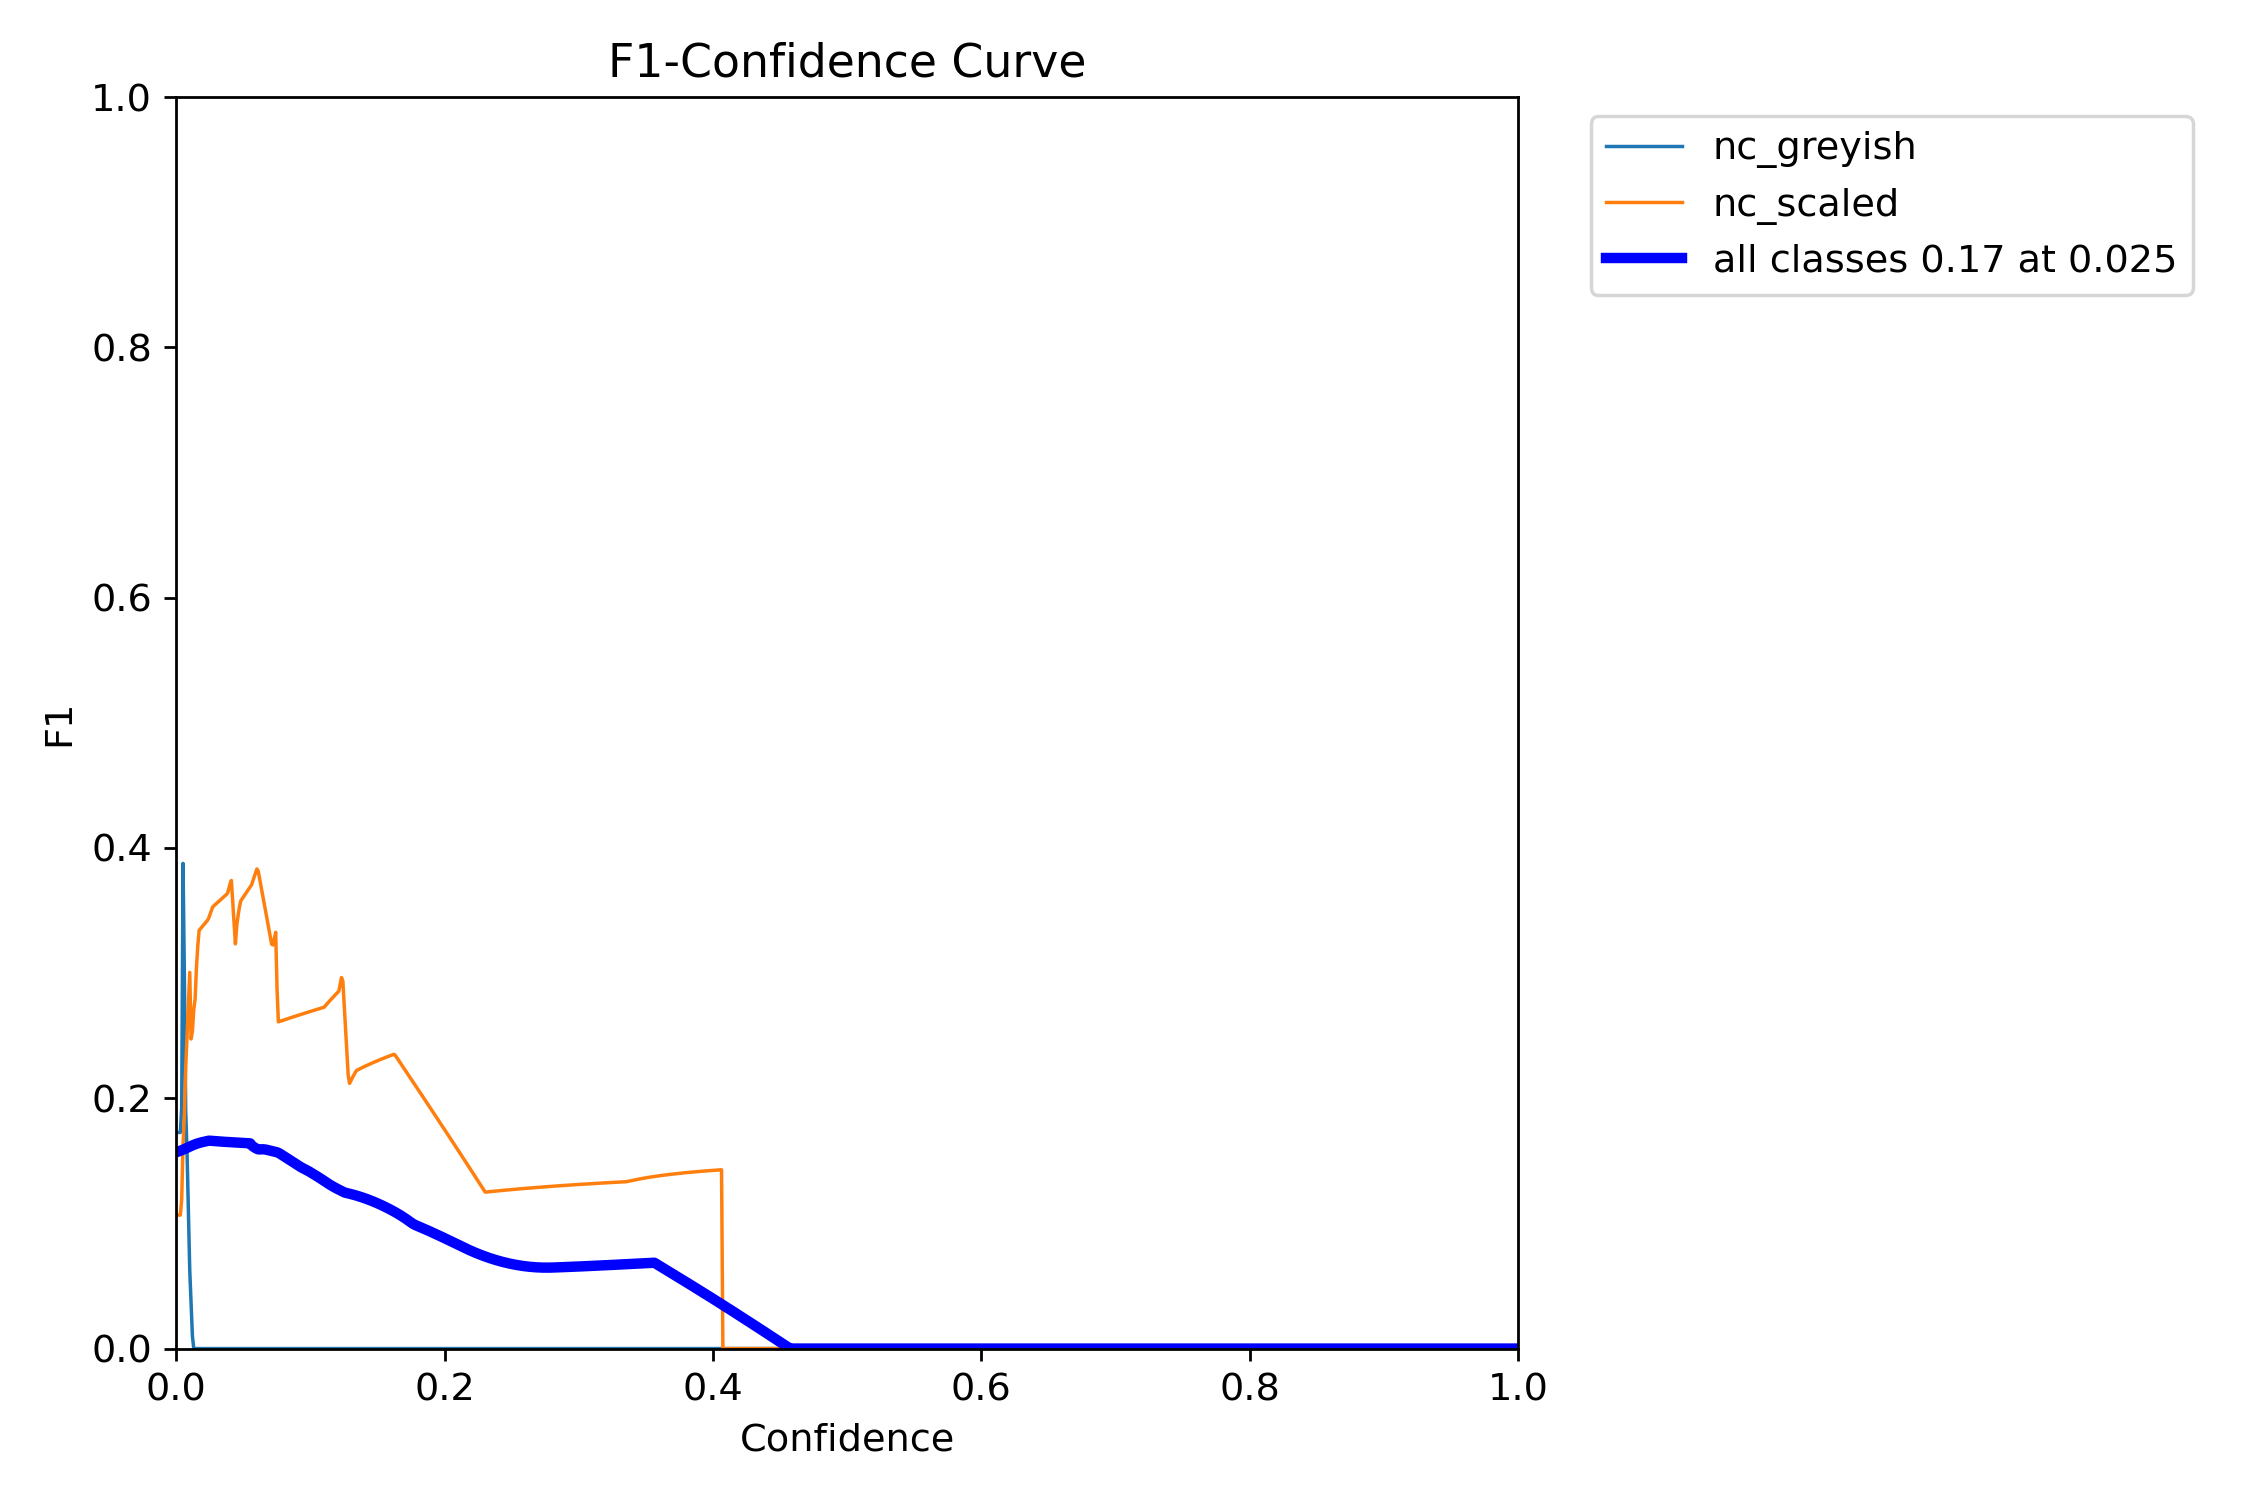 F1-Confidence Curve
1.0
0.8
0.6
0.4
0.2
0.0
F1
0.0 0.2 0.4 0.6 0.8 1.0
Confidence
nc_greyish
nc_scaled
all classes 0.17 at 0.025